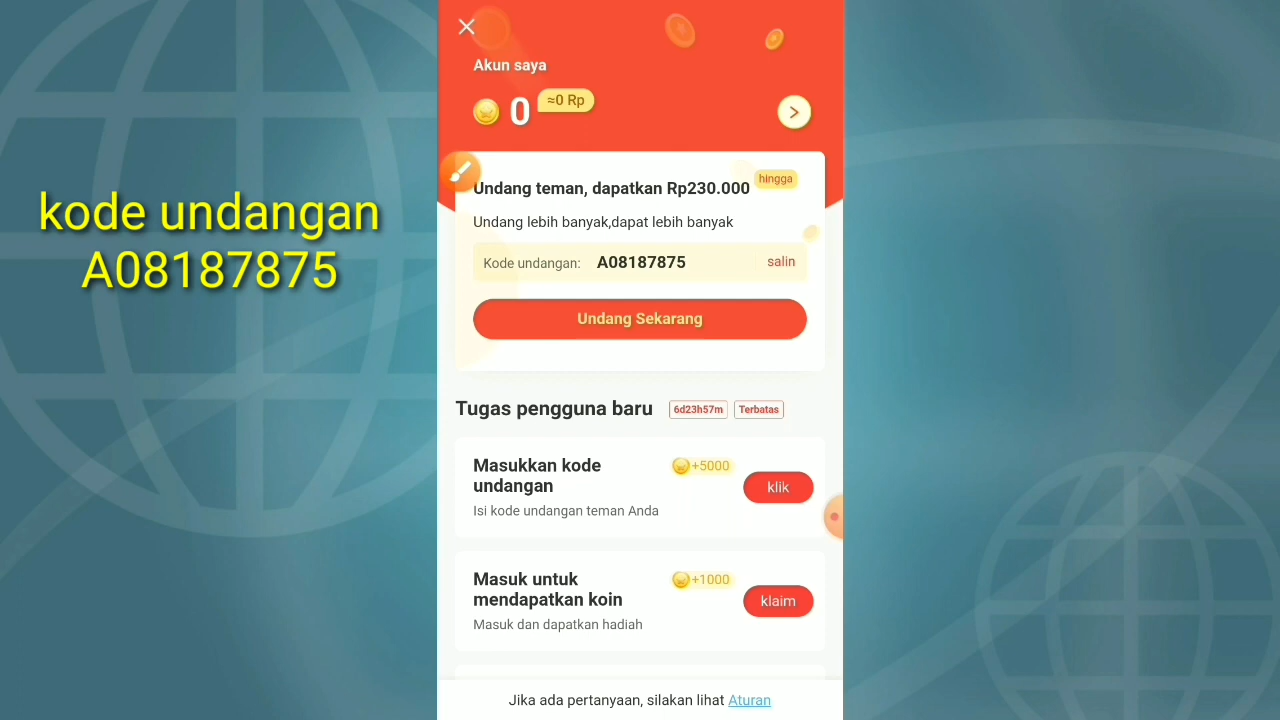 kode undangan
A08187875
Akun saya
0 ≈0 Rp
Undang teman, dapatkan Rp230.000 hingga
Undang lebih banyak,dapat lebih banyak
Kode undangan: A08187875 salin
Undang Sekarang
Tugas pengguna baru 6d23h57m Terbatas
Masukkan kode undangan +5000
klik
Isi kode undangan teman Anda
Masuk untuk mendapatkan koin +1000
klaim
Masuk dan dapatkan hadiah
Jika ada pertanyaan, silakan lihat Aturan